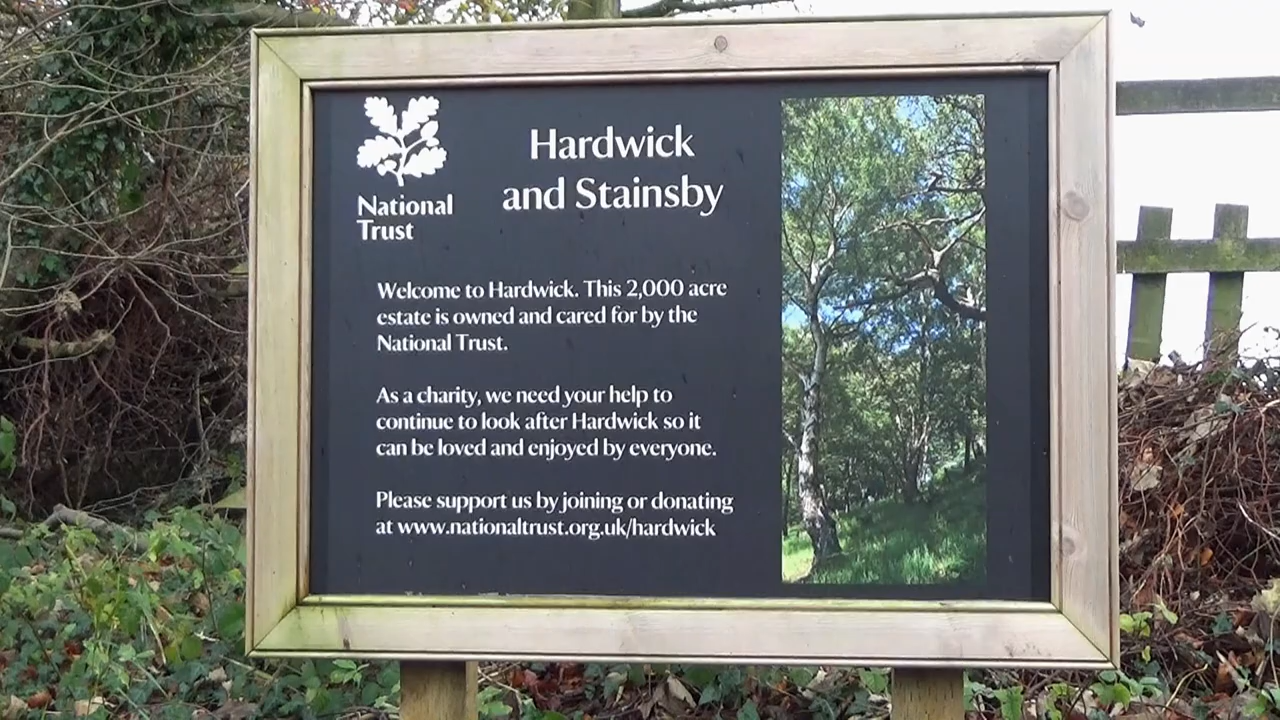 National
Trust
Hardwick
and Stainsby
Welcome to Hardwick. This 2,000 acre
estate is owned and cared for by the
National Trust.
As a charity, we need your help to
continue to look after Hardwick so it
can be loved and enjoyed by everyone.
Please support us by joining or donating
at www.nationaltrust.org.uk/hardwick